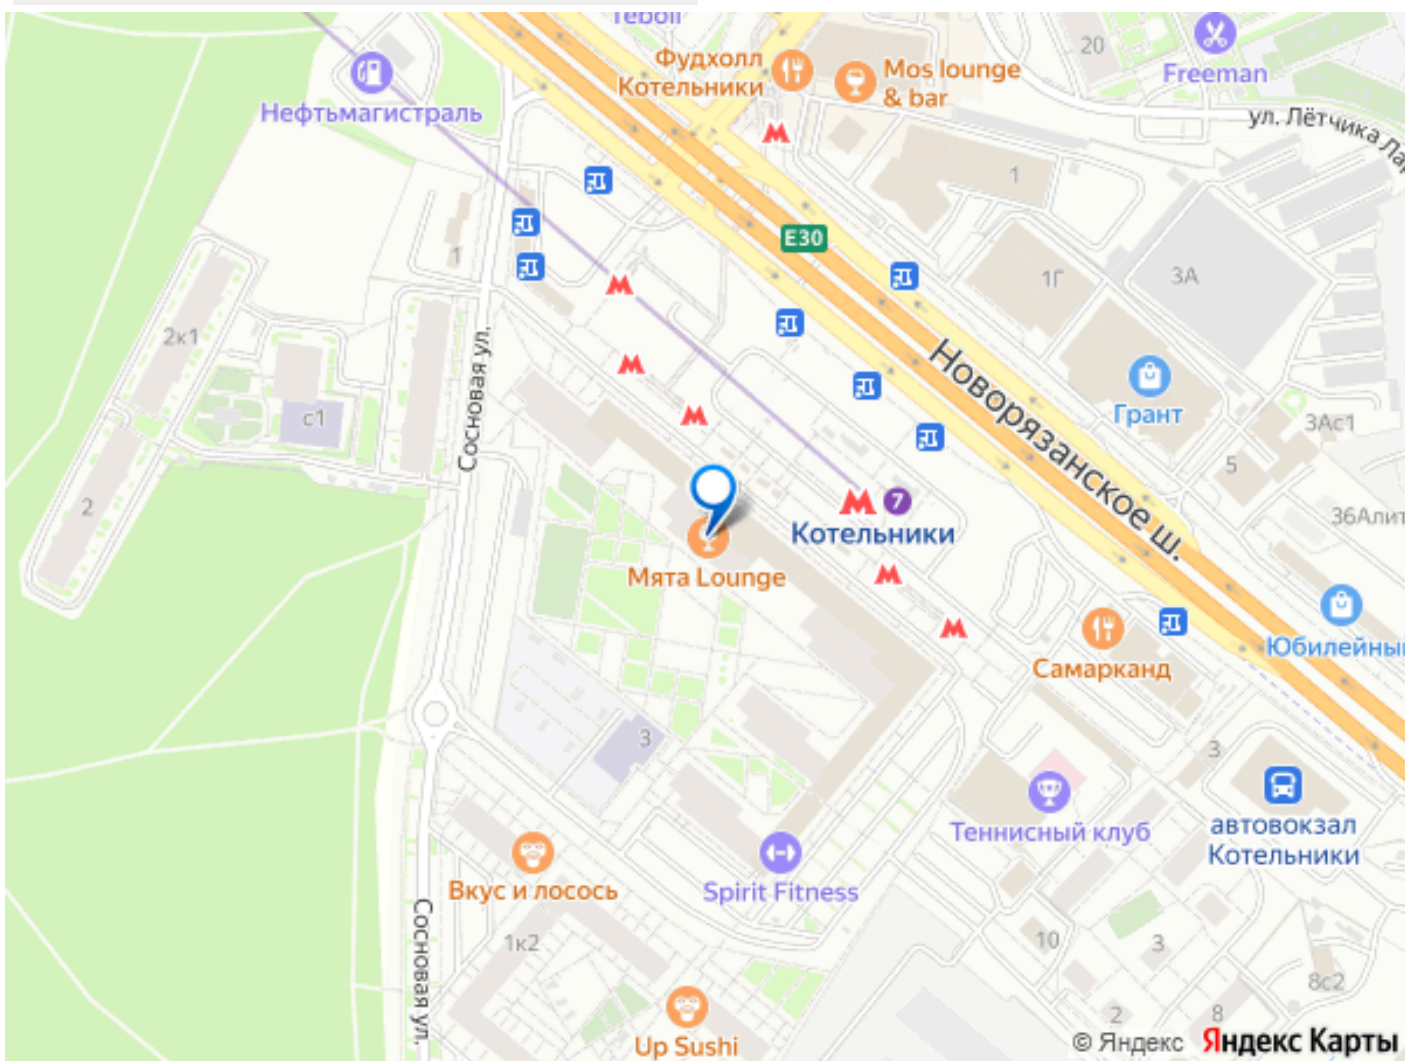 Teboil
Фудхолл
Котельники
Mos lounge
& bar
20
Freeman
Нефтьмагистраль
ул. Лётчика Ла
1
E30
1
1Г
3А
2к1
Сосновая ул.
с1
Новорязанское ш.
Грант
3Ас1
5
2
7
Котельники
36Алит
Мята Lounge
Самарканд
Юбилейный
3
3
Теннисный клуб
автовокзал
Котельники
Вкус и лосось
Spirit Fitness
Сосновая ул.
1к2
10
3
8с2
2
8
Up Sushi
© Яндекс Яндекс Карты